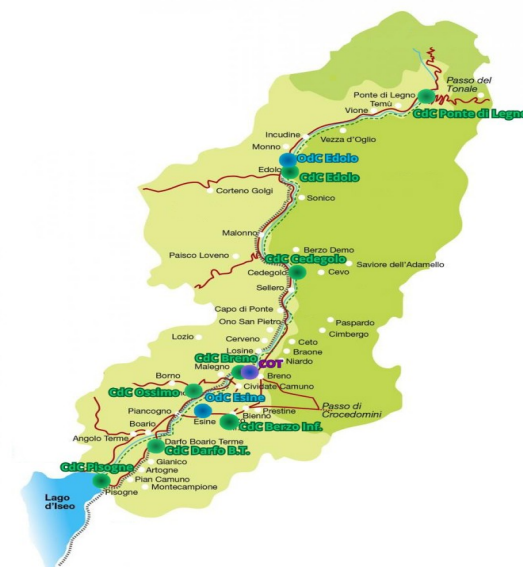 Passo del
Tonale
Ponte di Legno
Temù
Vione
CdC Ponte di Legno
Incudine
Vezza d'Oglio
Monno
OdC Edolo
Edolo
CdC Edolo
Corteno Golgi
Sonico
Malonno
Berzo Demo
Paisco Loveno
Saviore dell'Adamello
CdC Cedegolo
Cedegolo
Cevo
Sellero
Capo di Ponte
Ono San Pietro
Paspardo
Cimbergo
Lozio
Cerveno
Ceto
Losine
Braone
CdC Breno
COT
Niardo
Malegno
Breno
Borno
Cividate Camuno
CdC Ossimo
OdC Esine
Prestine
Passo di
Crocedomini
Piancogno
Bienno
Esine
CdC Berzo Inf.
Boario
Angolo Terme
Darfo Boario Terme
CdC Darfo B.T.
Gianico
CdC Pisogne
Artogne
Pian Camuno
Montecampione
Pisogne
Lago
d'Iseo